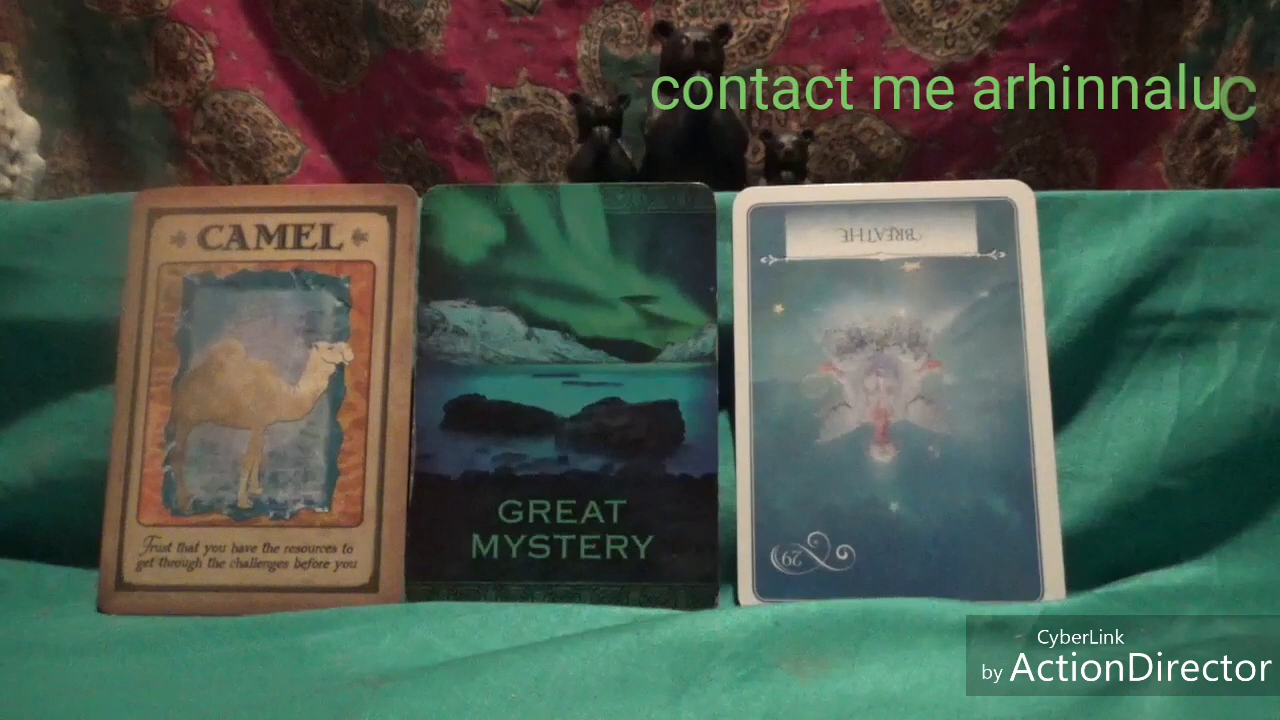 contact me arhinnaluc
CAMEL
Trust that you have the resources to
get through the challenges before you
GREAT
MYSTERY
BREATHE
29
CyberLink
by ActionDirector